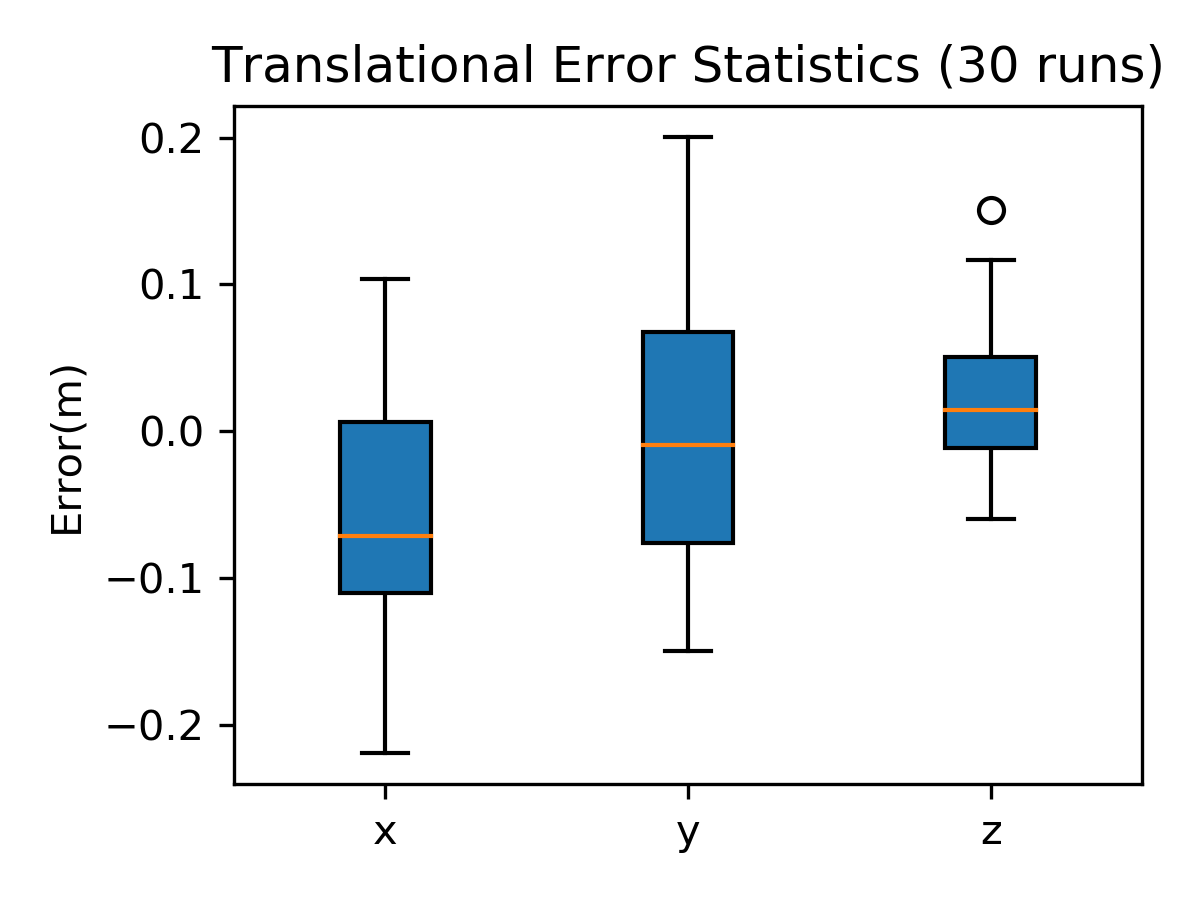 Translational Error Statistics (30 runs)
0.2
0.1
0.0
−0.1
−0.2
Error(m)
x
y
z